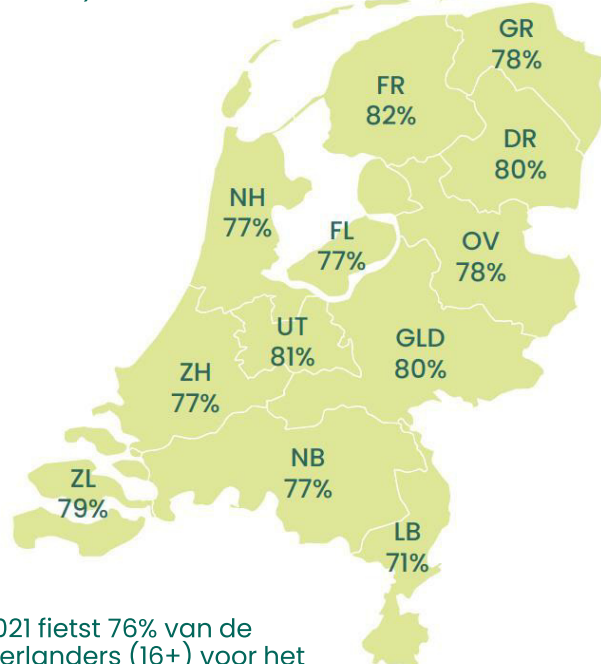 GR
78%
FR
82%
DR
80%
NH
77%
FL
77%
OV
78%
UT
81%
GLD
80%
ZH
77%
NB
77%
ZL
79%
LB
71%
021 fietst 76% van de
erlanders (16+) voor het